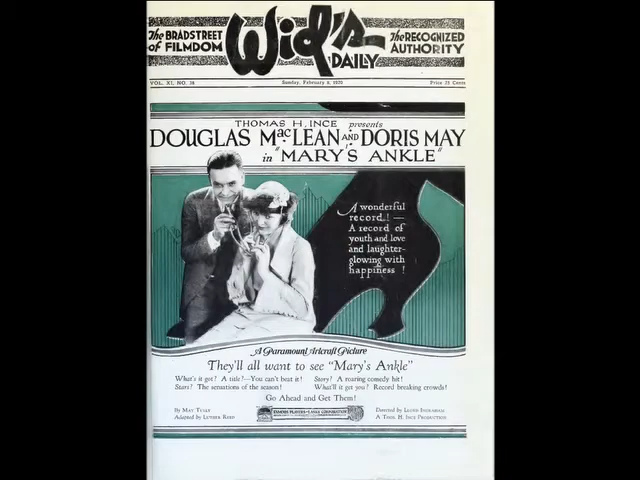 The BRADSTREET
of FILMDOM
Wid's
DAILY
The RECOGNIZED
AUTHORITY
VOL. XI, NO. 38
Sunday, February 8, 1920
Price 25 Cents
THOMAS H. INCE presents
DOUGLAS MacLEAN AND DORIS MAY
in "MARY'S ANKLE"
A wonderful
record! —
A record of
youth and love
and laughter-
glowing with
happiness !
A Paramount Artcraft Picture
They'll all want to see "Mary's Ankle"
What's it got? A title?—You can't beat it!
Stars? The sensations of the season!
Story? A roaring comedy hit!
What'll it get you? Record breaking crowds!
Go Ahead and Get Them!
By May Tully
Adapted by Luther Reed
FAMOUS PLAYERS-LASKY CORPORATION
Directed by Lloyd Ingraham
A Thos. H. Ince Production